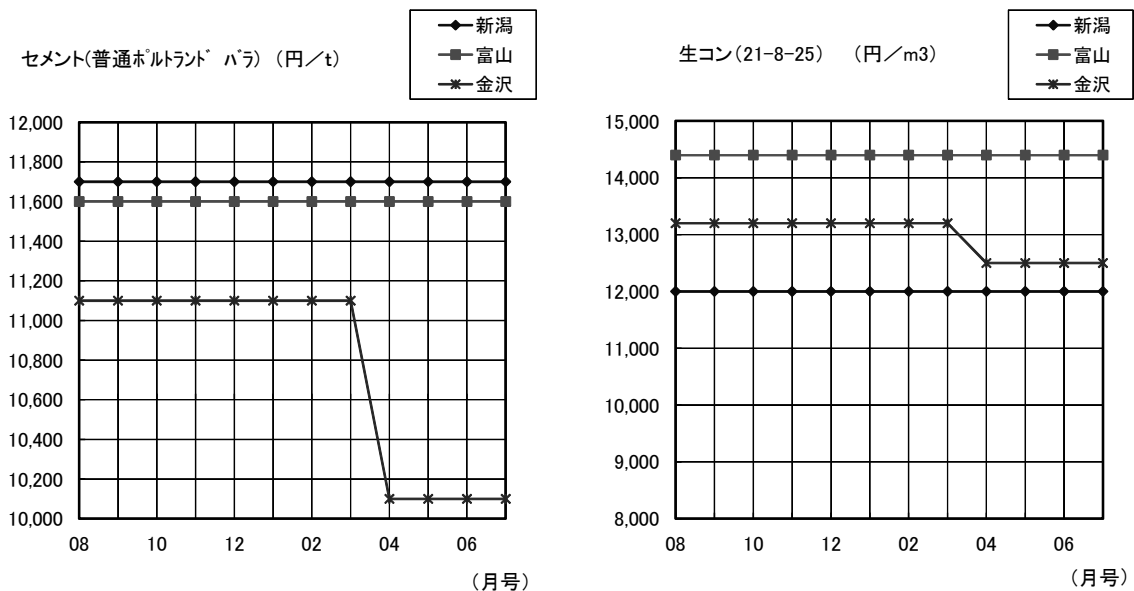 セメント(普通ﾎﾟﾙﾄﾗﾝﾄﾞ ﾊﾞﾗ) (円/t)
新潟
富山
金沢
12,000
11,800
11,600
11,400
11,200
11,000
10,800
10,600
10,400
10,200
10,000
08 10 12 02 04 06
(月号)
生コン(21-8-25) (円/m3)
新潟
富山
金沢
15,000
14,000
13,000
12,000
11,000
10,000
9,000
8,000
08 10 12 02 04 06
(月号)